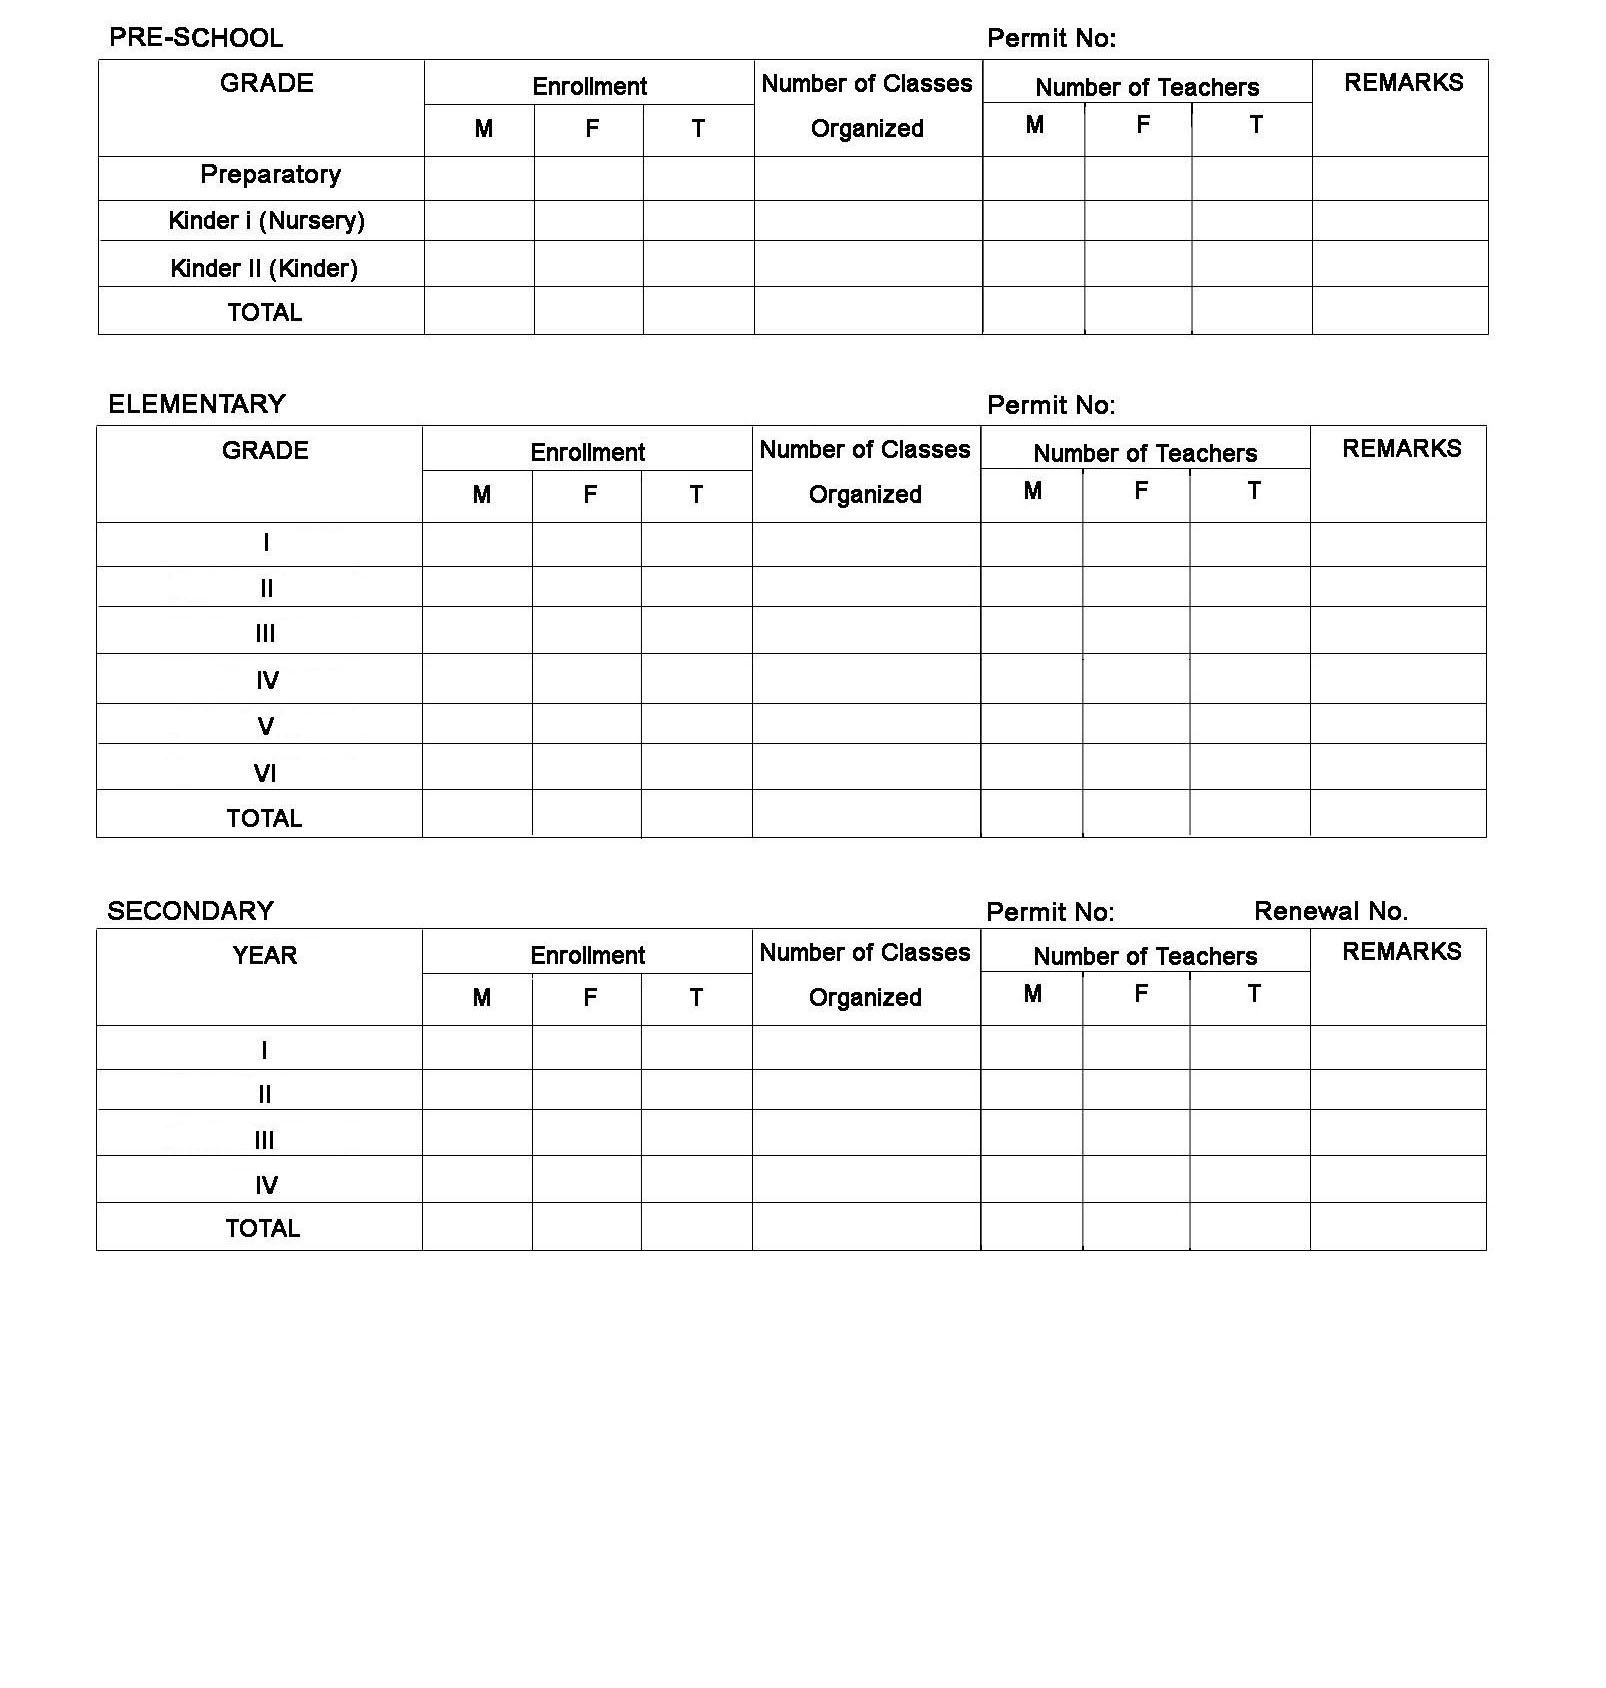 PRE-SCHOOL Permit No:
GRADE Enrollment Number of Classes Number of Teachers REMARKS
M F T Organized M F T
Preparatory
Kinder i (Nursery)
Kinder II (Kinder)
TOTAL
ELEMENTARY Permit No:
GRADE Enrollment Number of Classes Number of Teachers REMARKS
M F T Organized M F T
I
II
III
IV
V
VI
TOTAL
SECONDARY Permit No: Renewal No.
YEAR Enrollment Number of Classes Number of Teachers REMARKS
M F T Organized M F T
I
II
III
IV
TOTAL